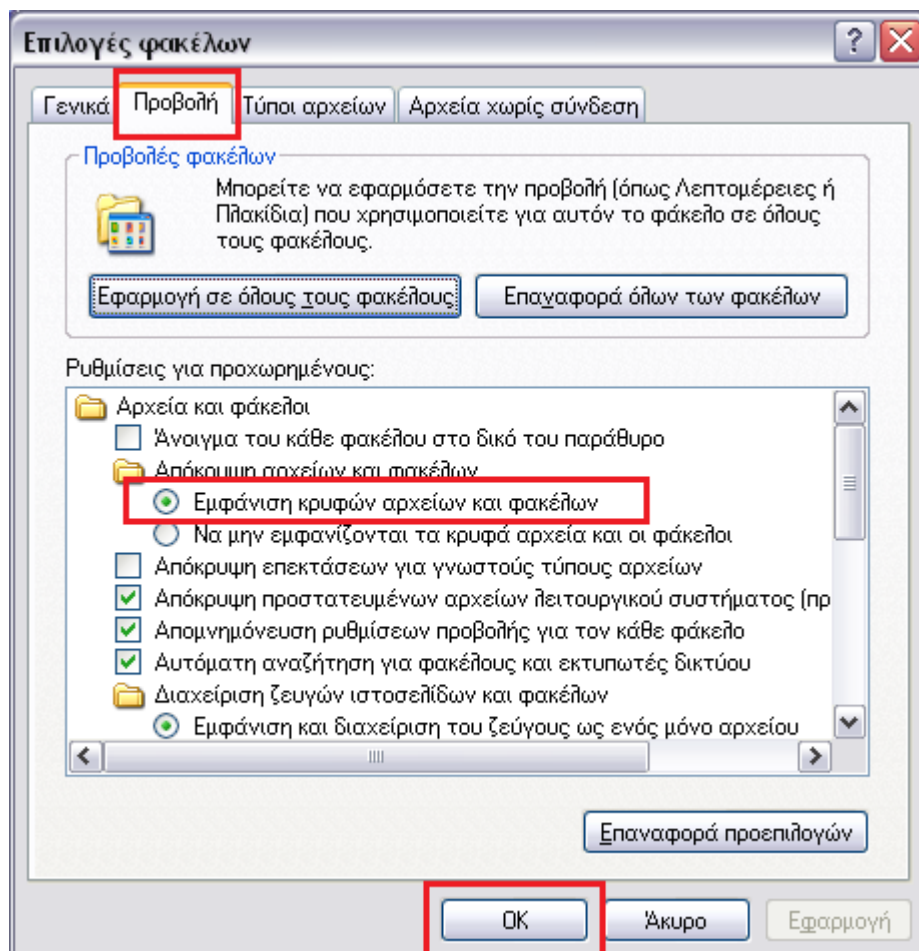 Επιλογές φακέλων
Γενικά Προβολή Τύποι αρχείων Αρχεία χωρίς σύνδεση
Προβολές φακέλων
Μπορείτε να εφαρμόσετε την προβολή (όπως Λεπτομέρειες ή
Πλακίδια) που χρησιμοποιείτε για αυτόν το φάκελο σε όλους
τους φακέλους.
Εφαρμογή σε όλους τους φακέλους Επαναφορά όλων των φακέλων
Ρυθμίσεις για προχωρημένους:
Αρχεία και φάκελοι
Άνοιγμα του κάθε φακέλου στο δικό του παράθυρο
Απόκρυψη αρχείων και φακέλων
Εμφάνιση κρυφών αρχείων και φακέλων
Να μην εμφανίζονται τα κρυφά αρχεία και οι φάκελοι
Απόκρυψη επεκτάσεων για γνωστούς τύπους αρχείων
Απόκρυψη προστατευμένων αρχείων λειτουργικού συστήματος (πρ
Απομνημόνευση ρυθμίσεων προβολής για τον κάθε φάκελο
Αυτόματη αναζήτηση για φακέλους και εκτυπωτές δικτύου
Διαχείριση ζευγών ιστοσελίδων και φακέλων
Εμφάνιση και διαχείριση του ζεύγους ως ενός μόνο αρχείου
Επαναφορά προεπιλογών
OK Άκυρο Εφαρμογή